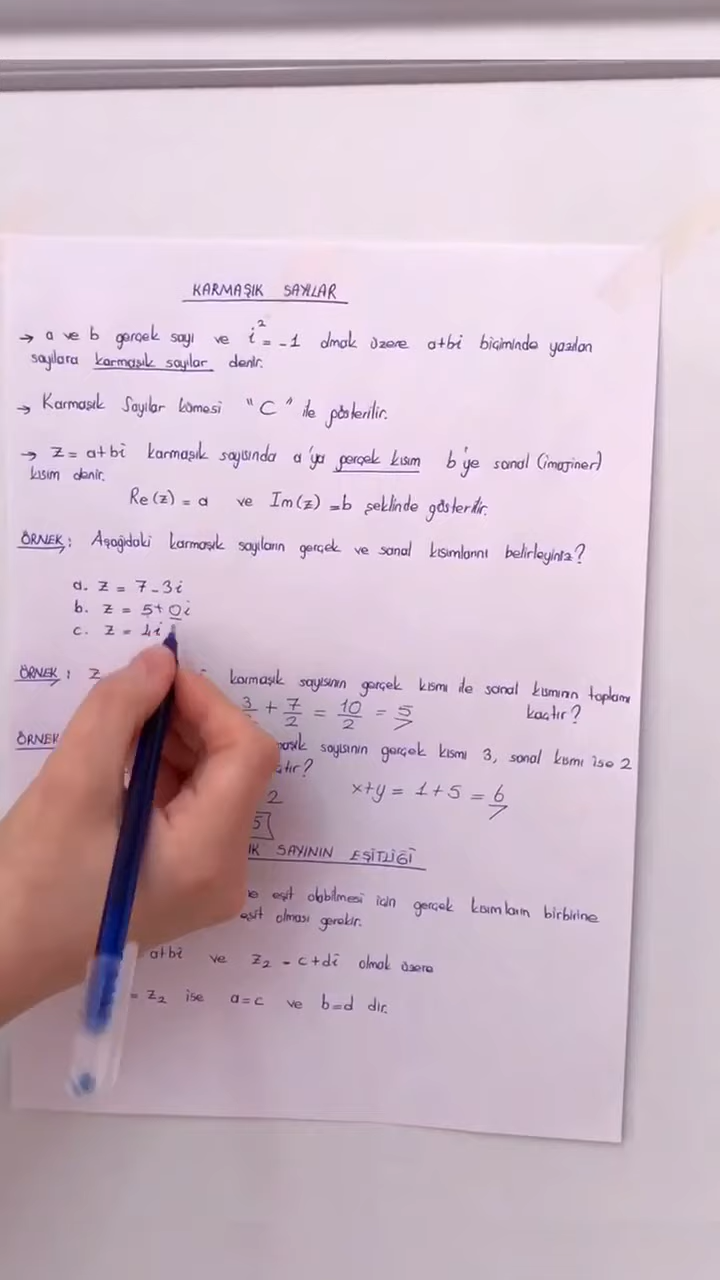 KARMAŞIK SAYILAR
→ a ve b gerçek sayı ve i² = -1 olmak üzere a+bi biçiminde yazılan
sayılara karmaşık sayılar denir.
→ Karmaşık Sayılar kümesi "C" ile gösterilir.
→ z = a+bi karmaşık sayısında a'ya gerçek kısım b'ye sanal (imajiner)
kısım denir.
Re(z) = a ve Im(z) = b şeklinde gösterilir.
ÖRNEK: Aşağıdaki karmaşık sayıların gerçek ve sanal kısımlarını belirleyiniz?
a. z = 7-3i
b. z = 5+0i
c. z = 4i
ÖRNEK: z karmaşık sayısının gerçek kısmı ile sanal kısmının toplamı
kaçtır?
+ 7/2 = 10/2 = 5
ÖRNEK sayısının gerçek kısmı 3, sanal kısmı ise 2
x+y = 1+5 = 6
2
5
SAYININ EŞİTLİĞİ
eşit olabilmesi için gerçek kısımların birbirine
eşit olması gerekir.
a+bi ve z₂ = c+di olmak üzere
= z₂ ise a=c ve b=d dir.